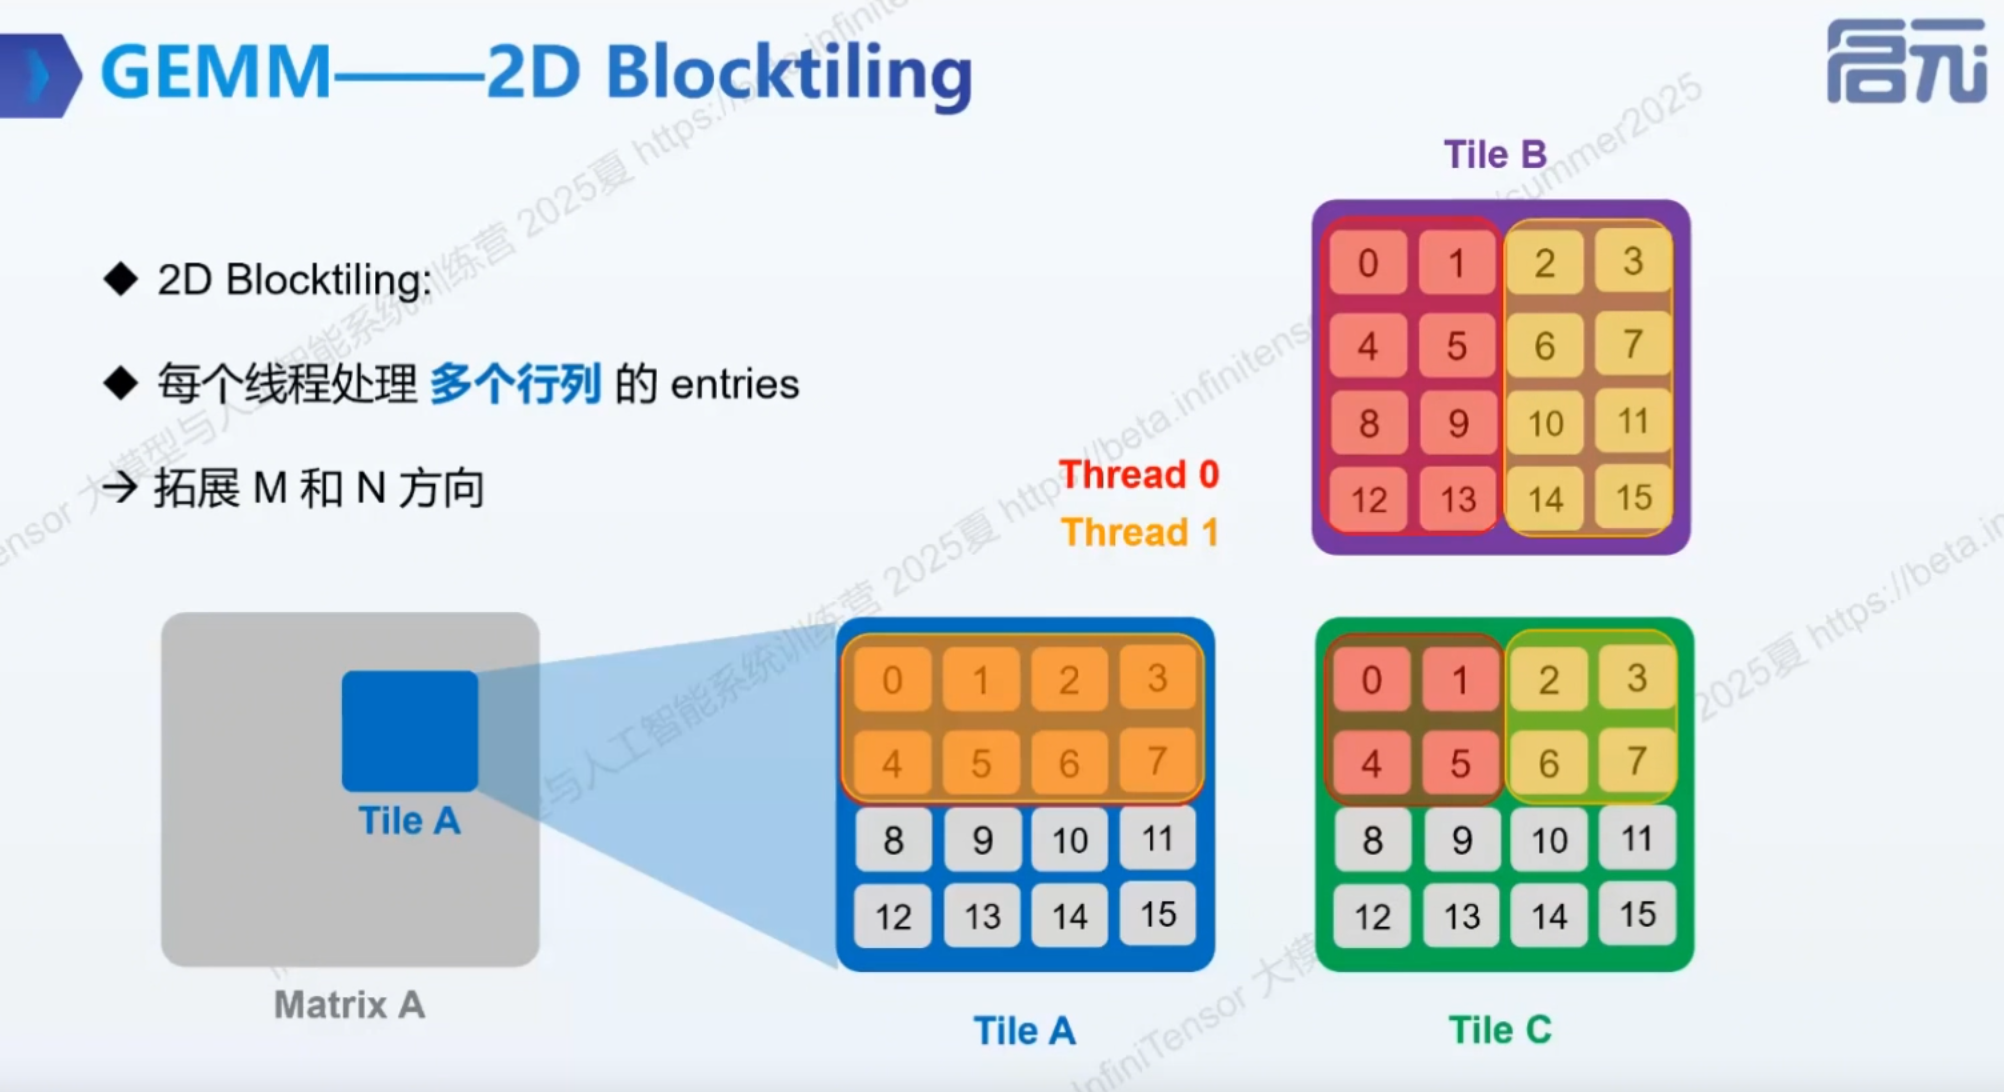 GEMM——2D Blocktiling
启元
2D Blocktiling:
每个线程处理 多个行列 的 entries
→ 拓展 M 和 N 方向
Thread 0
Thread 1
Tile B
0 1 2 3
4 5 6 7
8 9 10 11
12 13 14 15
Tile A
Matrix A
0 1 2 3
4 5 6 7
8 9 10 11
12 13 14 15
Tile A
0 1 2 3
4 5 6 7
8 9 10 11
12 13 14 15
Tile C
InfiniTensor 大模型与人工智能系统训练营 2025夏 https://beta.infinitensor
summer2025